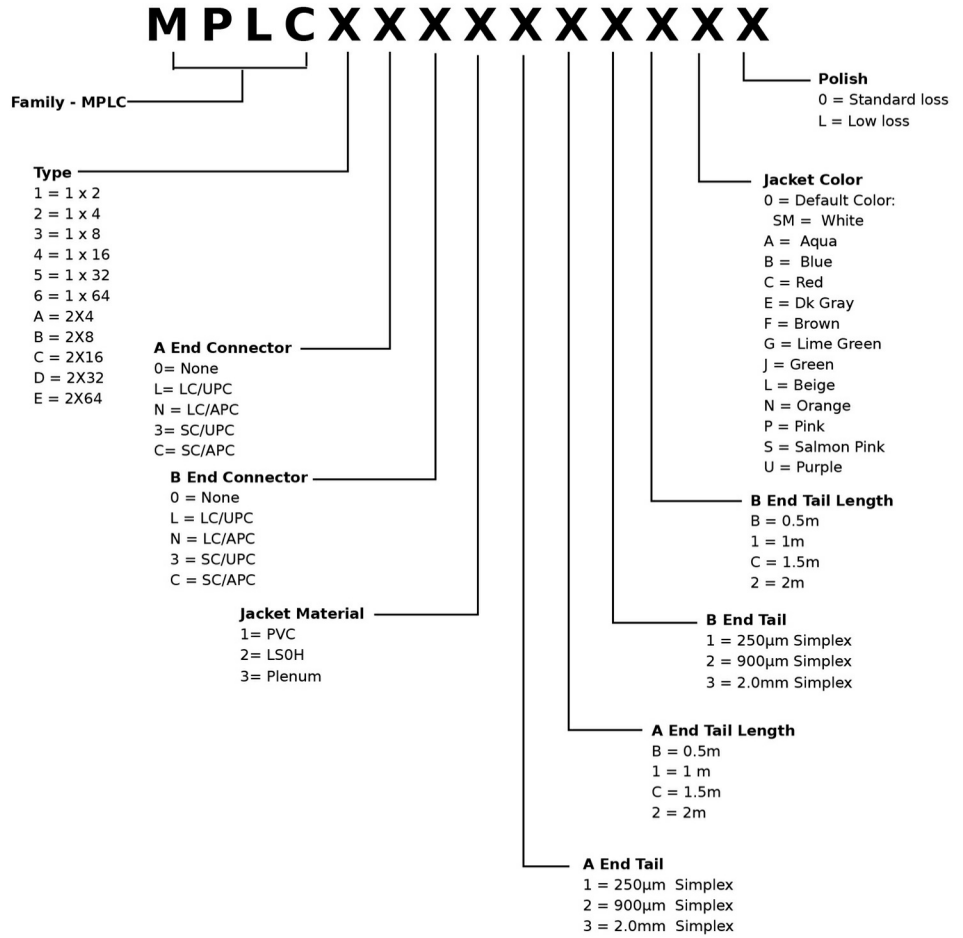 MPLCXXXXXXXXXX
Family - MPLC
Polish
0 = Standard loss
L = Low loss
Type
1 = 1 x 2
2 = 1 x 4
3 = 1 x 8
4 = 1 x 16
5 = 1 x 32
6 = 1 x 64
A = 2X4
B = 2X8
C = 2X16
D = 2X32
E = 2X64
Jacket Color
0 = Default Color:
SM = White
A = Aqua
B = Blue
C = Red
E = Dk Gray
F = Brown
G = Lime Green
J = Green
L = Beige
N = Orange
P = Pink
S = Salmon Pink
U = Purple
A End Connector
0= None
L= LC/UPC
N = LC/APC
3= SC/UPC
C= SC/APC
B End Connector
0 = None
L = LC/UPC
N = LC/APC
3 = SC/UPC
C = SC/APC
B End Tail Length
B = 0.5m
1 = 1m
C = 1.5m
2 = 2m
Jacket Material
1= PVC
2= LS0H
3= Plenum
B End Tail
1 = 250µm Simplex
2 = 900µm Simplex
3 = 2.0mm Simplex
A End Tail Length
B = 0.5m
1 = 1 m
C = 1.5m
2 = 2m
A End Tail
1 = 250µm Simplex
2 = 900µm Simplex
3 = 2.0mm Simplex